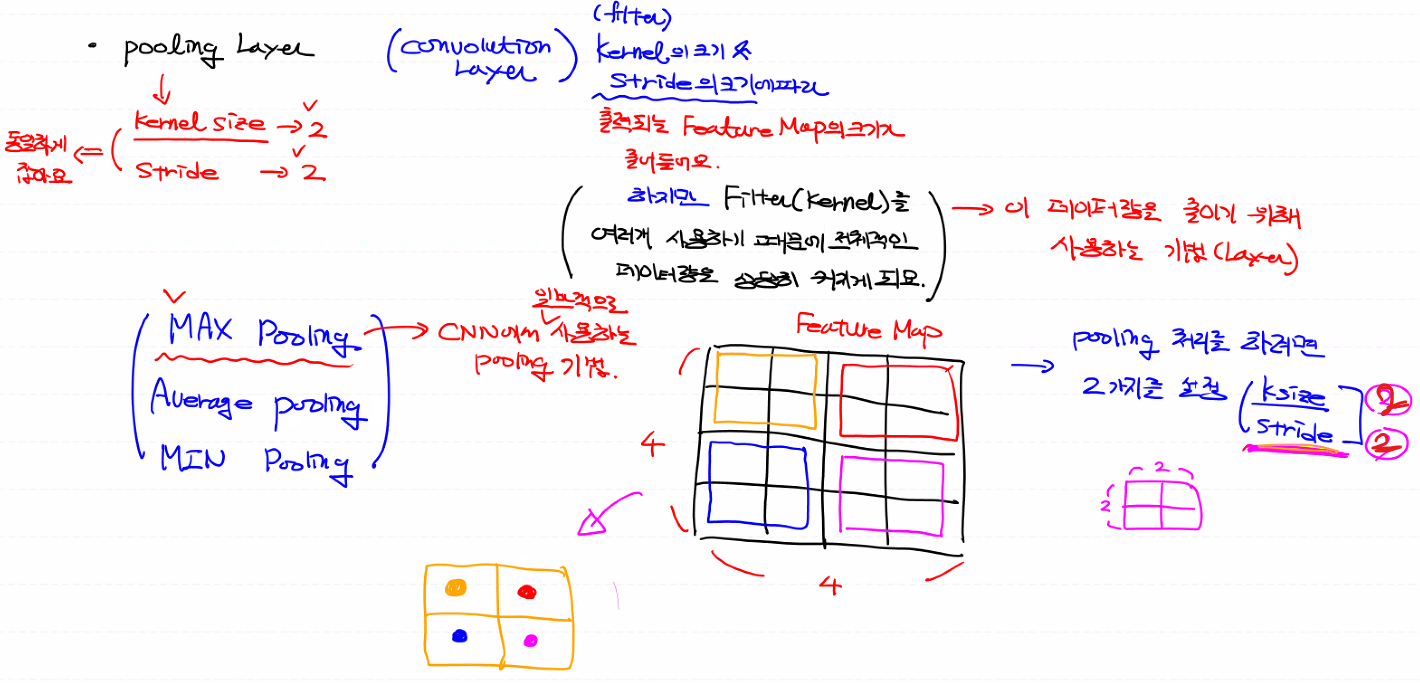 • pooling Layer
kernel size → 2
stride → 2
동일하게
잡아요
(convolution
Layer)
(filter)
kernel의 크기 및
stride의 크기에 따라
출력되는 Feature Map의 크기가
줄어들어요.
하지만 Filter(kernel)를
여러개 사용하기 때문에 전체적인
데이터량은 상당히 커지게 되요.
→ 이 데이터량을 줄이기 위해
사용하는 기법(Layer)
MAX Pooling
Average pooling
MIN Pooling
→ 일반적으로
CNN에서 사용하는
pooling 기법.
Feature Map
4
4
→ pooling 처리를 하려면
2가지를 설정 (ksize 2
stride 2
2
2